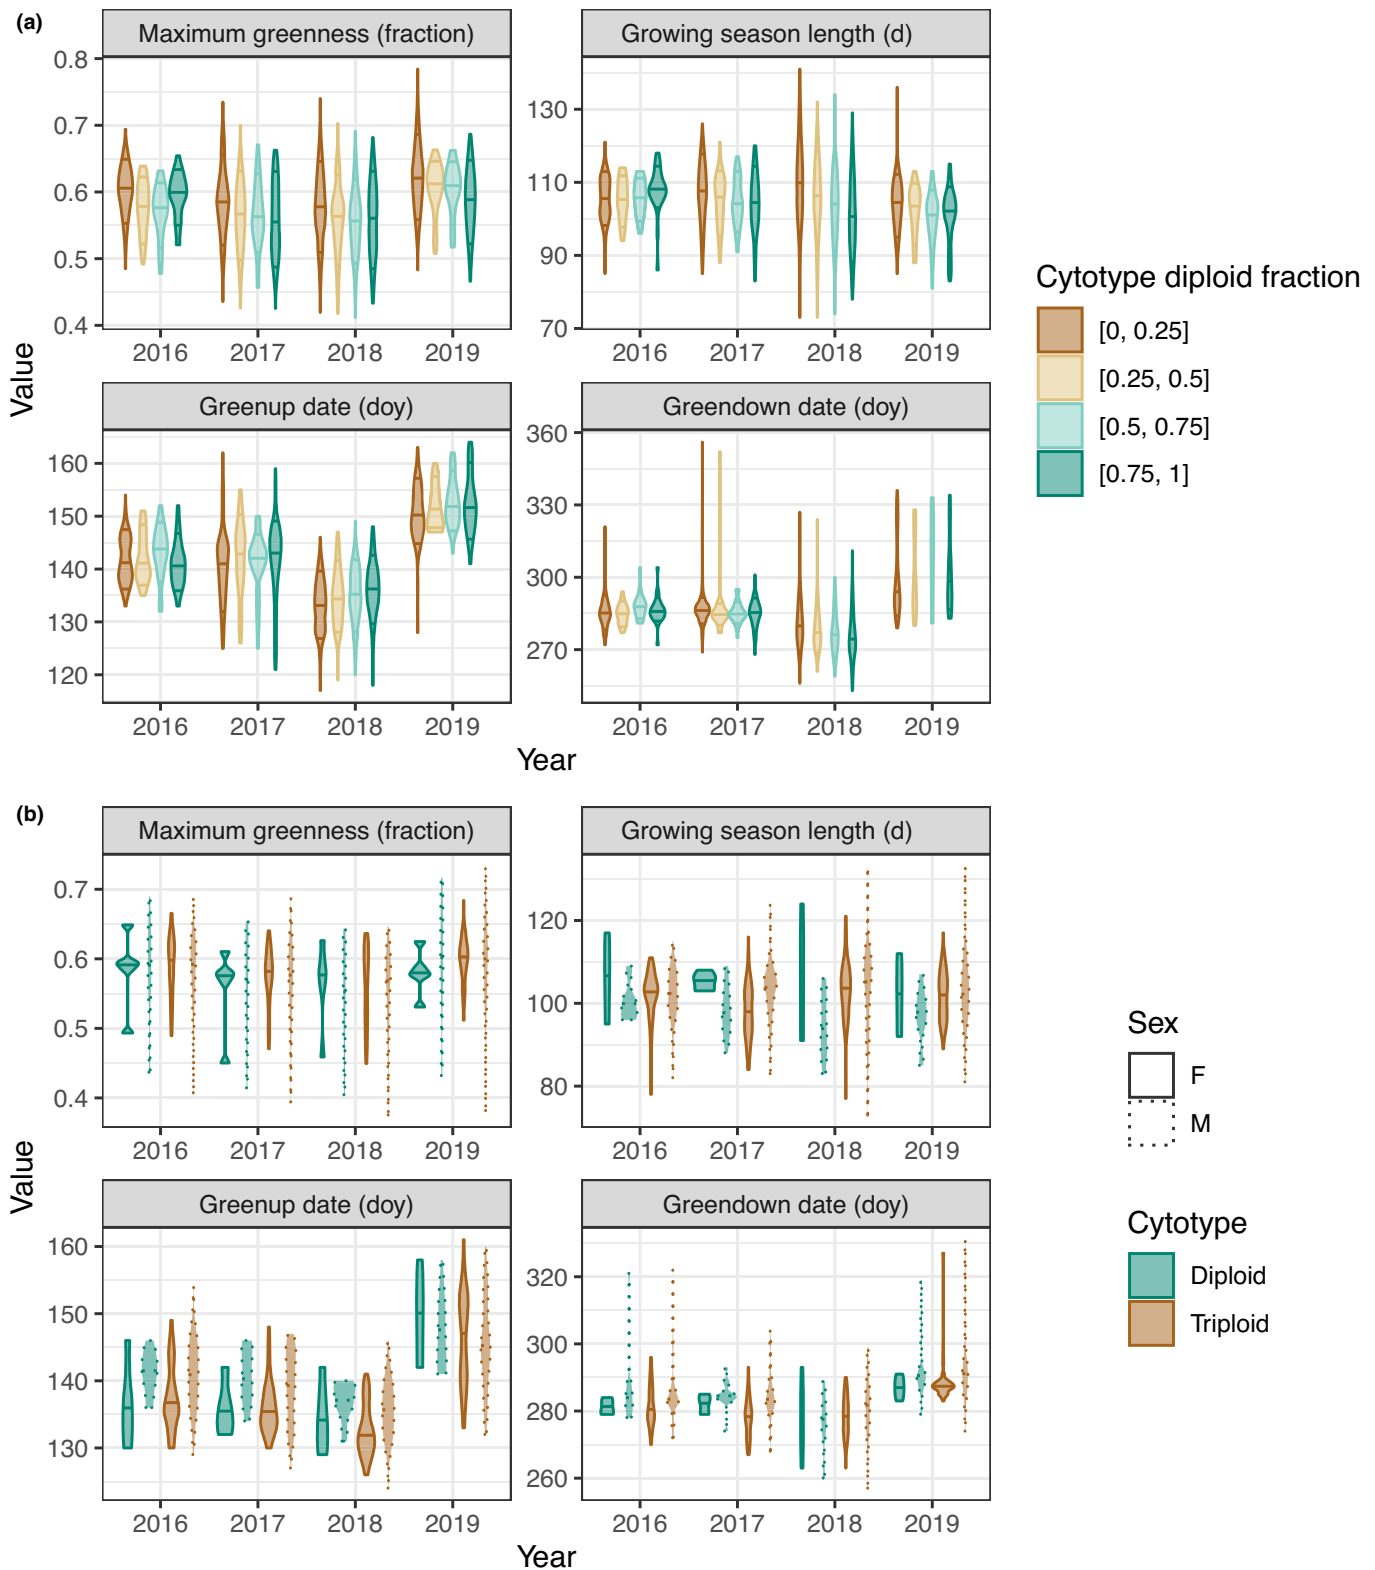 (a)
Maximum greenness (fraction)
Growing season length (d)
0.8
0.7
0.6
0.5
0.4
130
110
90
70
2016 2017 2018 2019
2016 2017 2018 2019
Value
Greenup date (doy)
Greendown date (doy)
160
150
140
130
120
360
330
300
270
2016 2017 2018 2019
2016 2017 2018 2019
Year
Cytotype diploid fraction
[0, 0.25]
[0.25, 0.5]
[0.5, 0.75]
[0.75, 1]
(b)
Maximum greenness (fraction)
Growing season length (d)
0.7
0.6
0.5
0.4
120
100
80
2016 2017 2018 2019
2016 2017 2018 2019
Value
Greenup date (doy)
Greendown date (doy)
160
150
140
130
320
300
280
260
2016 2017 2018 2019
2016 2017 2018 2019
Year
Sex
F
M
Cytotype
Diploid
Triploid